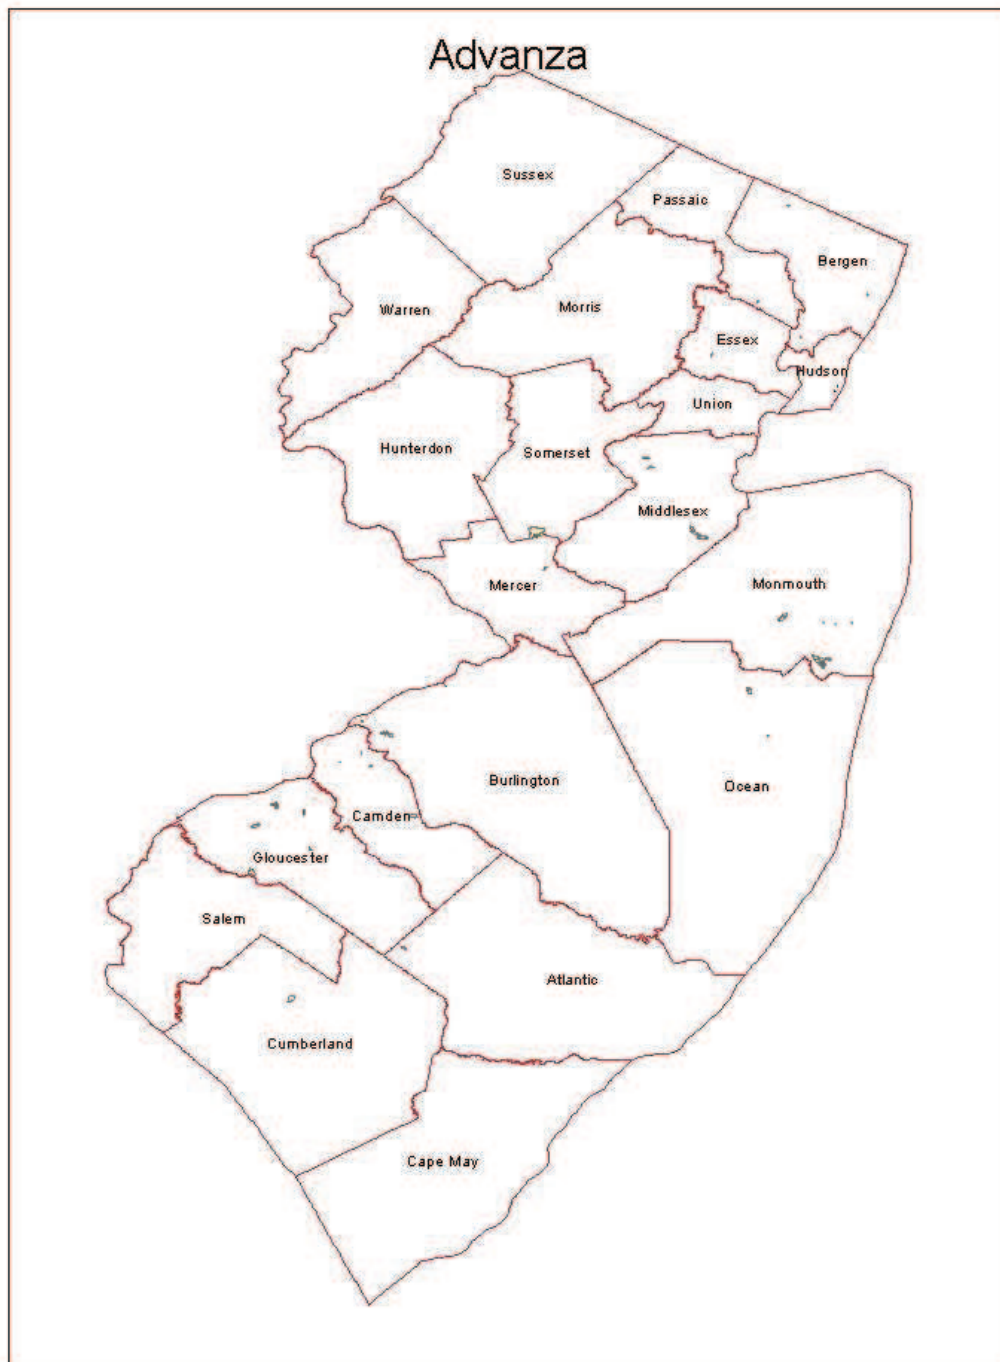 Advanza
Sussex
Passaic
Bergen
Warren
Morris
Essex
Hudson
Union
Hunterdon
Somerset
Middlesex
Mercer
Monmouth
Burlington
Ocean
Camden
Gloucester
Salem
Atlantic
Cumberland
Cape May